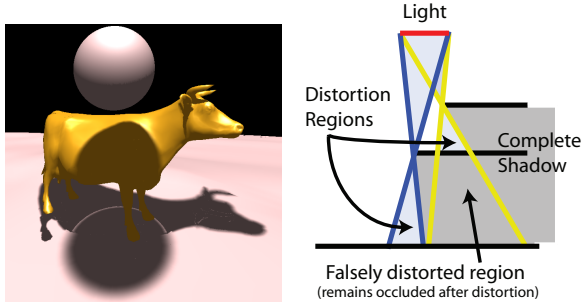 Light
Distortion
Regions
Complete
Shadow
Falsely distorted region
(remains occluded after distortion)